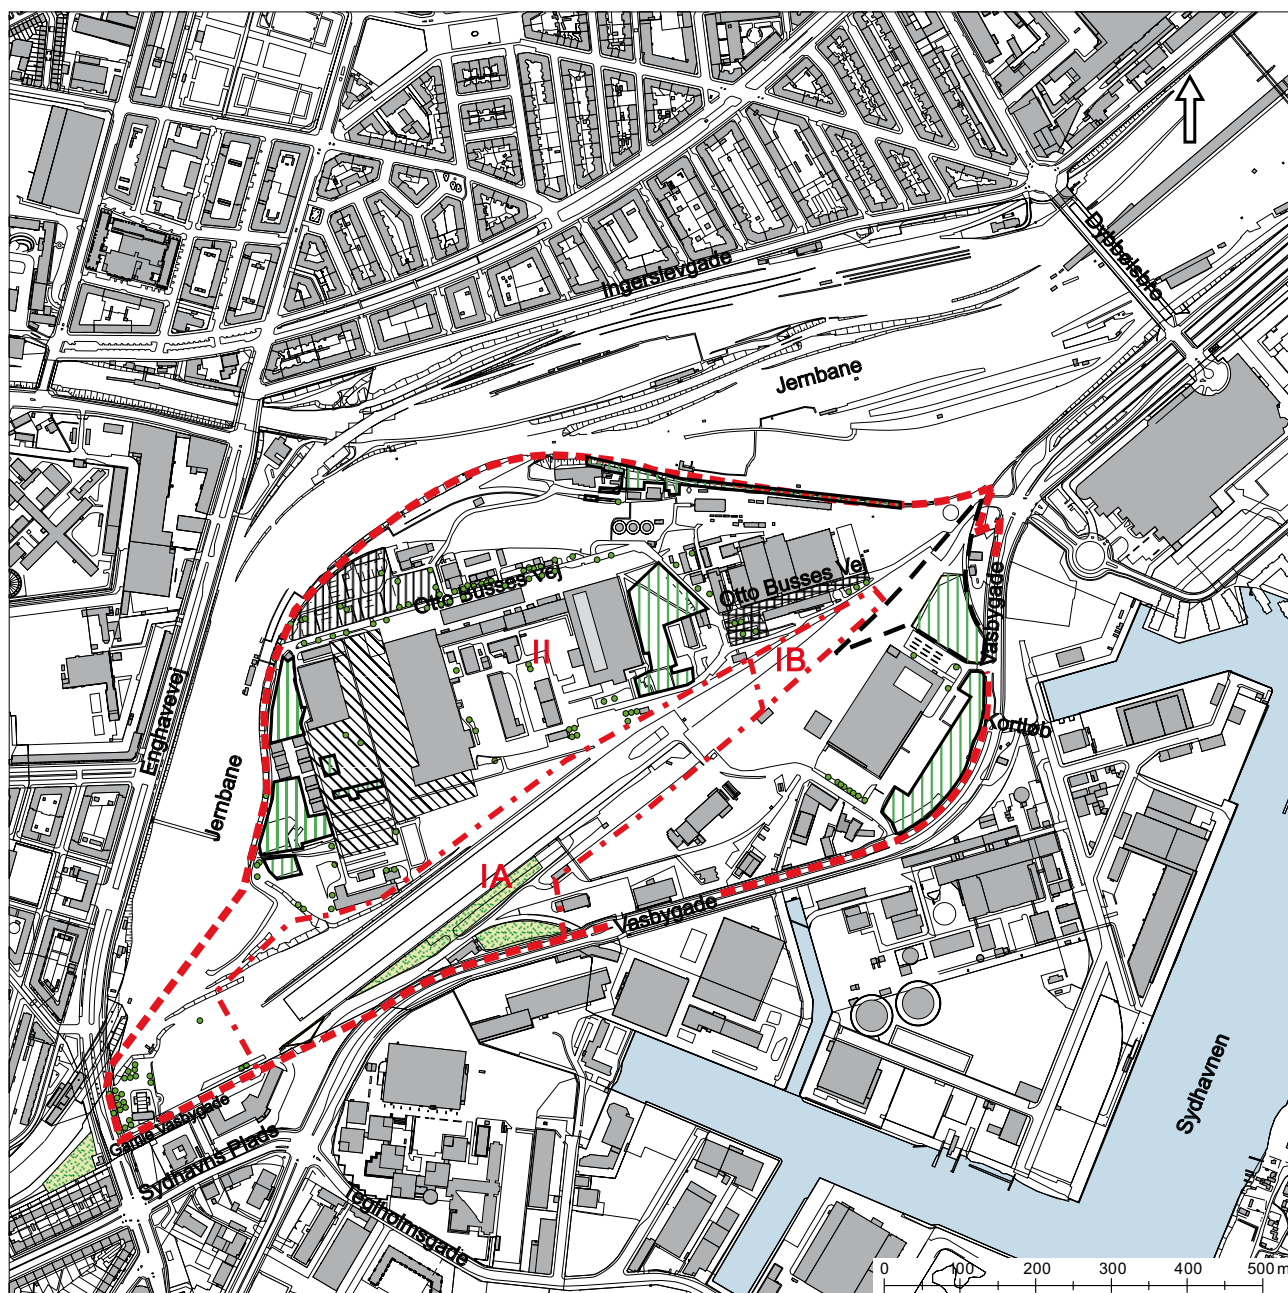 Dybbølsbro
Ingerslevgade
Jernbane
Otto Busses Vej
Otto Busses Vej
Vasbygade
II
IB
Enghavevej
Kortløb
Jernbane
IA
Vasbygade
Sydhavnen
Gamle Vasbygade
Sydhavns Plads
Teglholmsgade
0 100 200 300 400 500 m